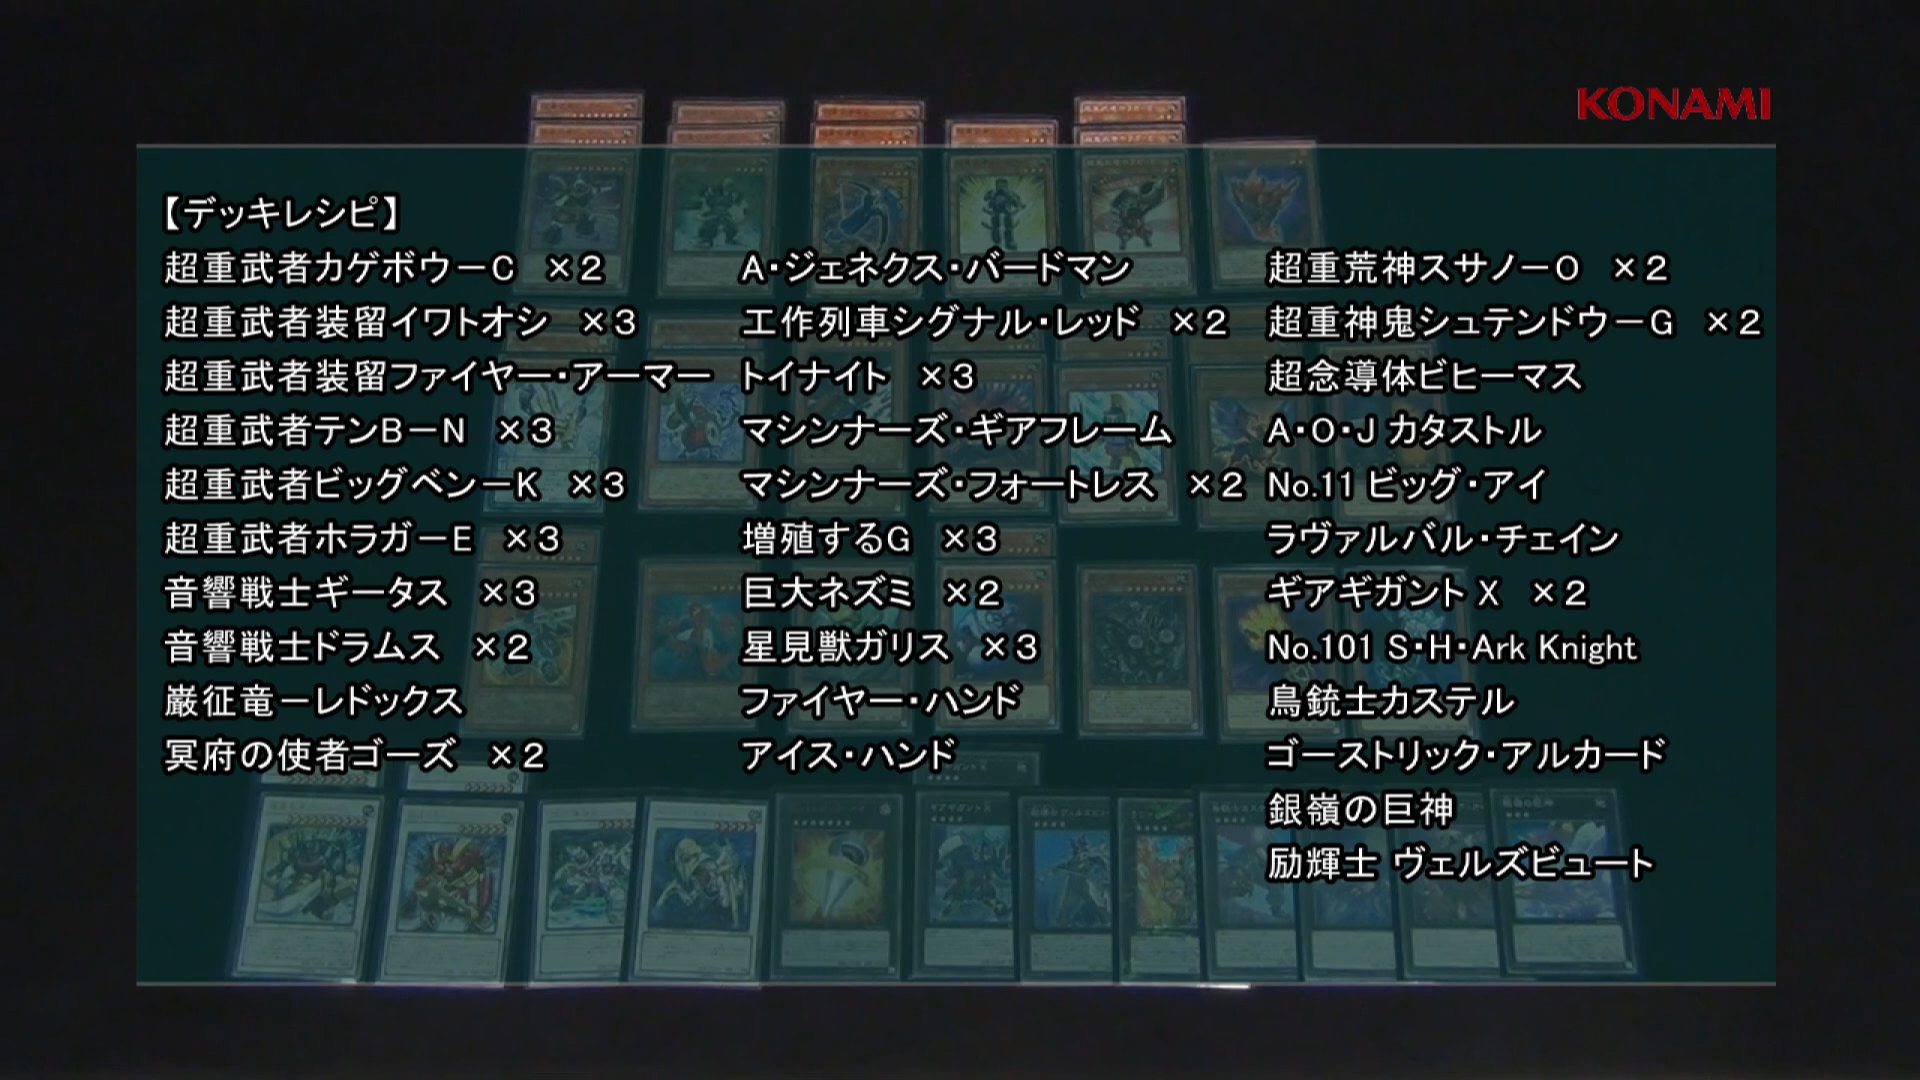 KONAMI
【デッキレシピ】
超重武者カゲボウ－C ×2
超重武者装留イワトオシ ×3
超重武者装留ファイヤー・アーマー
超重武者テンB－N ×3
超重武者ビッグベン－K ×3
超重武者ホラガ－E ×3
音響戦士ギータス ×3
音響戦士ドラムス ×2
巌征竜－レドックス
冥府の使者ゴーズ ×2
A・ジェネクス・バードマン
工作列車シグナル・レッド ×2
トイナイト ×3
マシンナーズ・ギアフレーム
マシンナーズ・フォートレス ×2
増殖するG ×3
巨大ネズミ ×2
星見獣ガリス ×3
ファイヤー・ハンド
アイス・ハンド
超重荒神スサノ－O ×2
超重神鬼シュテンドウ－G ×2
超念導体ビヒーマス
A・O・J カタストル
No.11 ビッグ・アイ
ラヴァルバル・チェイン
ギアギガント X ×2
No.101 S・H・Ark Knight
鳥銃士カステル
ゴーストリック・アルカード
銀嶺の巨神
励輝士 ヴェルズビュート